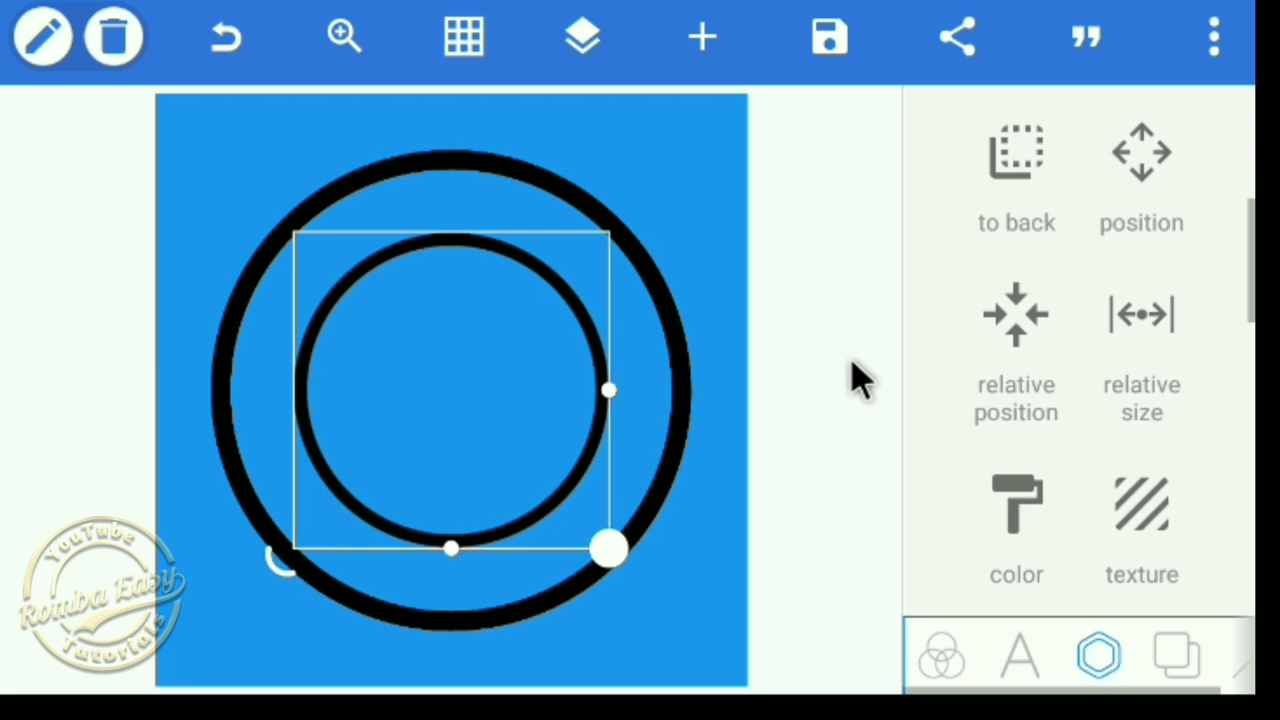 to back
position
relative
position
relative
size
color
texture
YouTube
Romba Easy
Tutorials